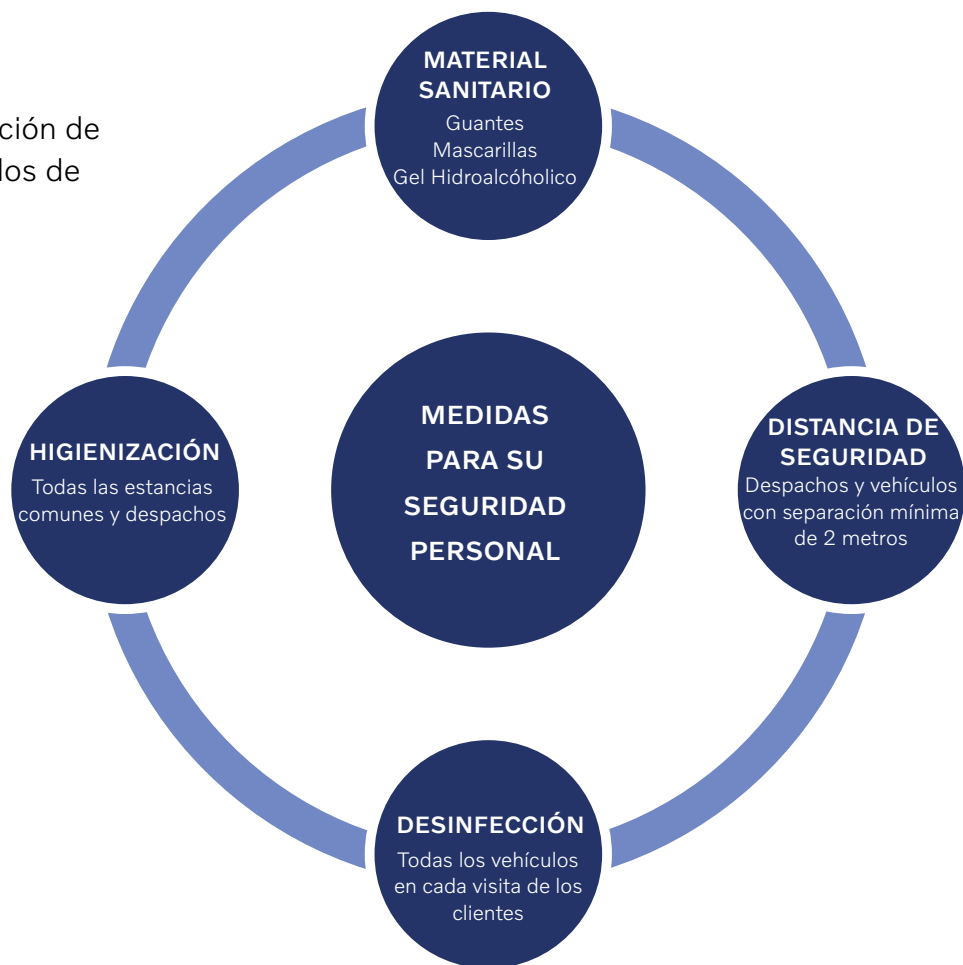 ción de
los de
MATERIAL
SANITARIO
Guantes
Mascarillas
Gel Hidroalcóholico
HIGIENIZACIÓN
Todas las estancias
comunes y despachos
MEDIDAS
PARA SU
SEGURIDAD
PERSONAL
DISTANCIA DE
SEGURIDAD
Despachos y vehículos
con separación mínima
de 2 metros
DESINFECCIÓN
Todas los vehículos
en cada visita de los
clientes